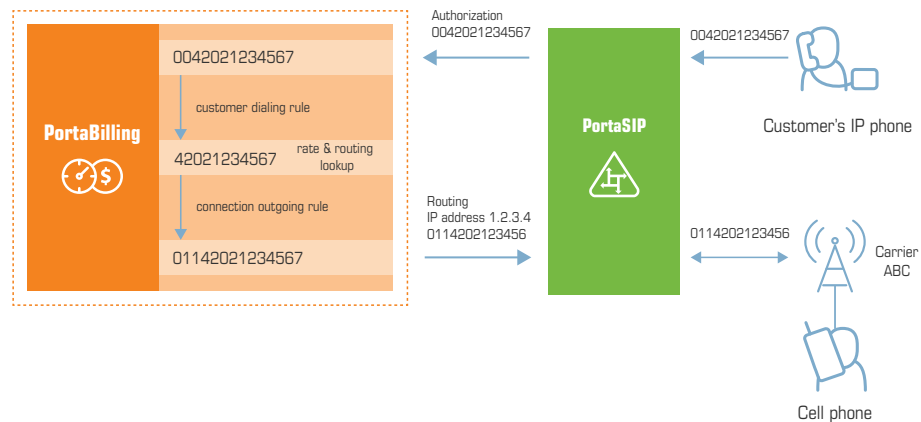 Authorization
0042021234567
0042021234567
0042021234567
customer dialing rule
PortaBilling
PortaSIP
Customer's IP phone
42021234567
rate & routing
lookup
$
connection outgoing rule
Routing
IP address 1.2.3.4
0114202123456
0114202123456
01142021234567
Carrier
ABC
Cell phone